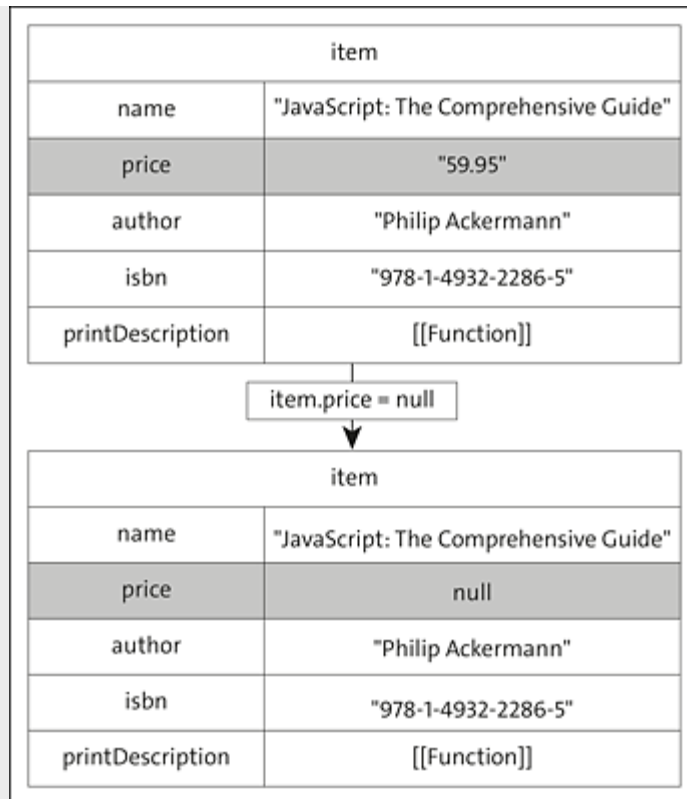 item
name "JavaScript: The Comprehensive Guide"
price "59.95"
author "Philip Ackermann"
isbn "978-1-4932-2286-5"
printDescription [[Function]]
item.price = null
item
name "JavaScript: The Comprehensive Guide"
price null
author "Philip Ackermann"
isbn "978-1-4932-2286-5"
printDescription [[Function]]